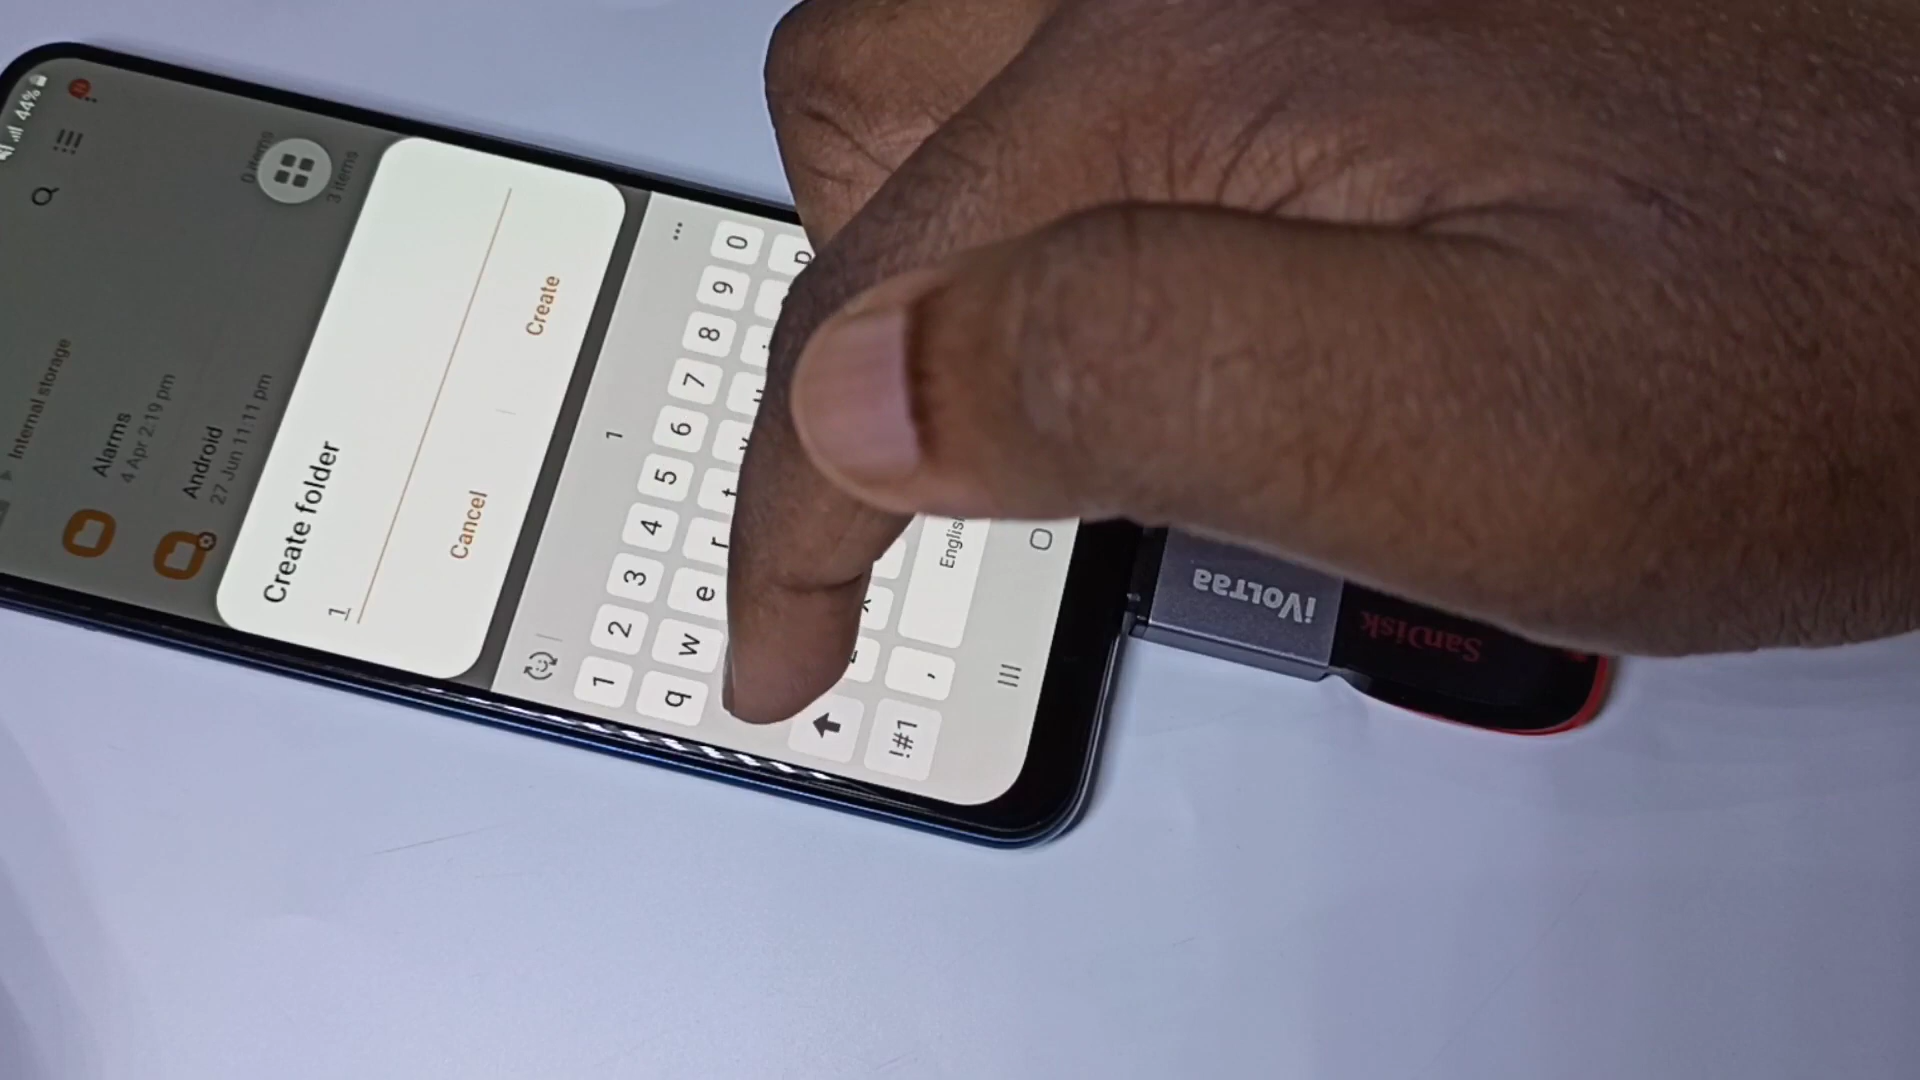 44%
Internal storage
Alarms
4 Apr 2:19 pm
0 items
Android
27 Jun 11:11 pm
3 items
Create folder
1
Cancel
Create
1
1 2 3 4 5 6 7 8 9 0
q w e r t
!#1
,
English
iVOLTAA
SanDisk